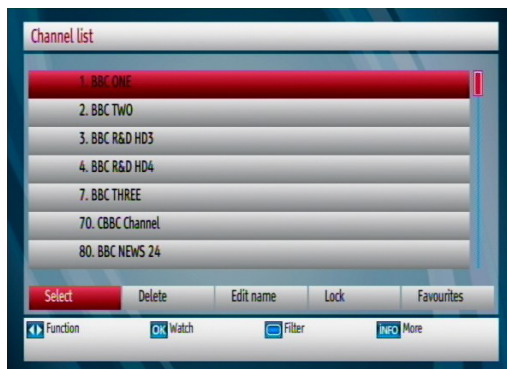 Channel list
1. BBC ONE
2. BBC TWO
3. BBC R&D HD3
4. BBC R&D HD4
7. BBC THREE
70. CBBC Channel
80. BBC NEWS 24
Select Delete Edit name Lock Favourites
Function OK Watch Filter INFO More